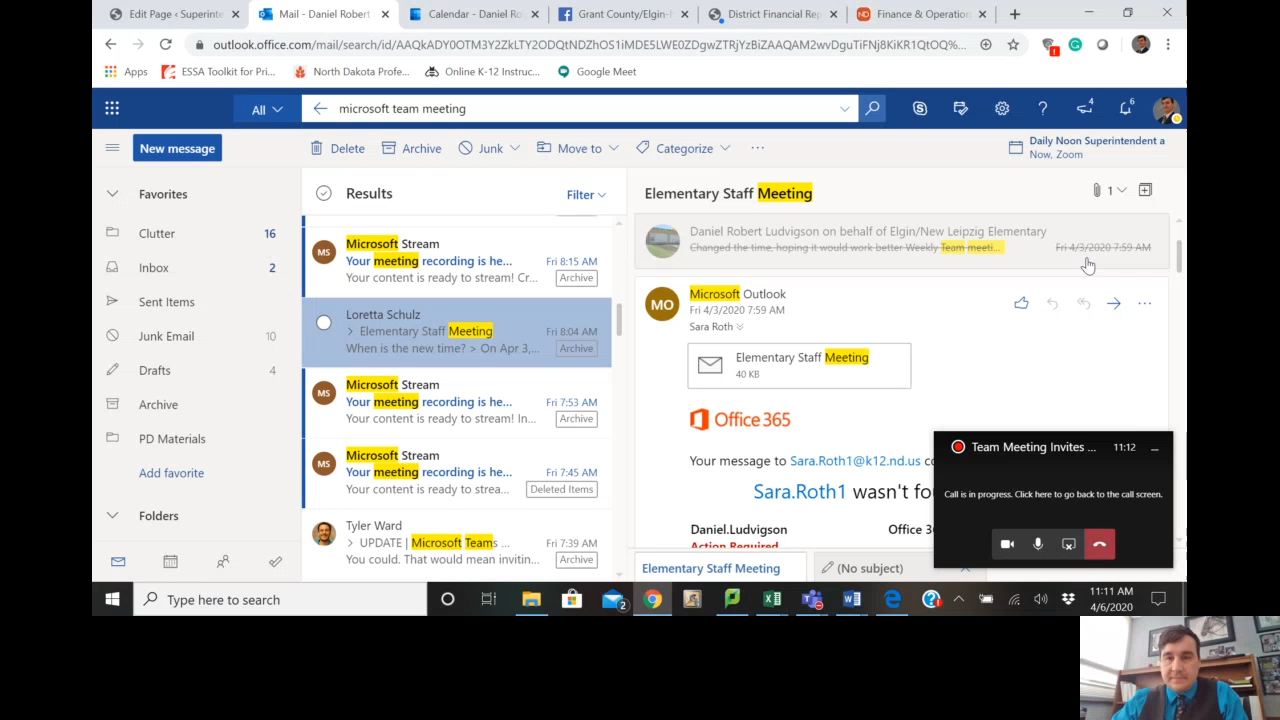 Edit Page ‹ Superinte
Mail - Daniel Robert
Calendar - Daniel Ro
Grant County/Elgin-N
District Financial Rep
Finance & Operation
outlook.office.com/mail/search/id/
Apps
ESSA Toolkit for Pri...
North Dakota Profe...
Online K-12 Instruc...
Google Meet
All
microsoft team meeting
4
6
New message
Delete
Archive
Junk
Move to
Categorize
Daily Noon Superintendent a
Now, Zoom
Favorites
Clutter 16
Inbox 2
Sent Items
Junk Email 10
Drafts 4
Archive
PD Materials
Add favorite
Folders
Results
Filter
MS
Microsoft Stream
Your meeting recording is he... Fri 8:15 AM
Your content is ready to stream! Cr... Archive
Loretta Schulz
> Elementary Staff Meeting Fri 8:04 AM
When is the new time? > On Apr 3,... Archive
MS
Microsoft Stream
Your meeting recording is he... Fri 7:53 AM
Your content is ready to stream! In... Archive
MS
Microsoft Stream
Your meeting recording is he... Fri 7:45 AM
Your content is ready to strea... Deleted Items
Tyler Ward
> UPDATE | Microsoft Teams ... Fri 7:39 AM
You could. That would mean invitin... Archive
Elementary Staff Meeting
1
Daniel Robert Ludvigson on behalf of Elgin/New Leipzig Elementary
Changed the time, hoping it would work better Weekly Team meeti... Fri 4/3/2020 7:59 AM
MO
Microsoft Outlook
Fri 4/3/2020 7:59 AM
Sara Roth
Elementary Staff Meeting
40 KB
Office 365
Your message to Sara.Roth1@k12.nd.us co
Sara.Roth1 wasn't fo
Daniel.Ludvigson Office 3
Action Required
Elementary Staff Meeting
(No subject)
Team Meeting Invites ... 11:12
Call is in progress. Click here to go back to the call screen.
Type here to search
2
11:11 AM
4/6/2020